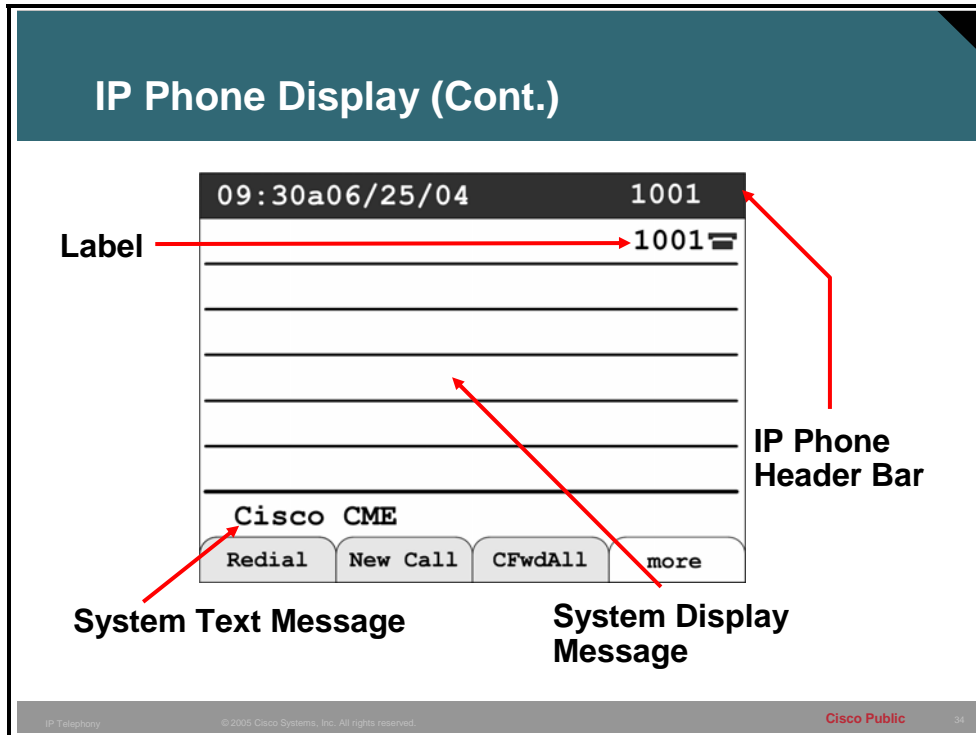 IP Phone Display (Cont.)
09:30a06/25/04 1001
Label
1001
IP Phone
Header Bar
Cisco CME
Redial New Call CFwdAll more
System Text Message
System Display
Message
IP Telephony © 2005 Cisco Systems, Inc. All rights reserved. Cisco Public 34